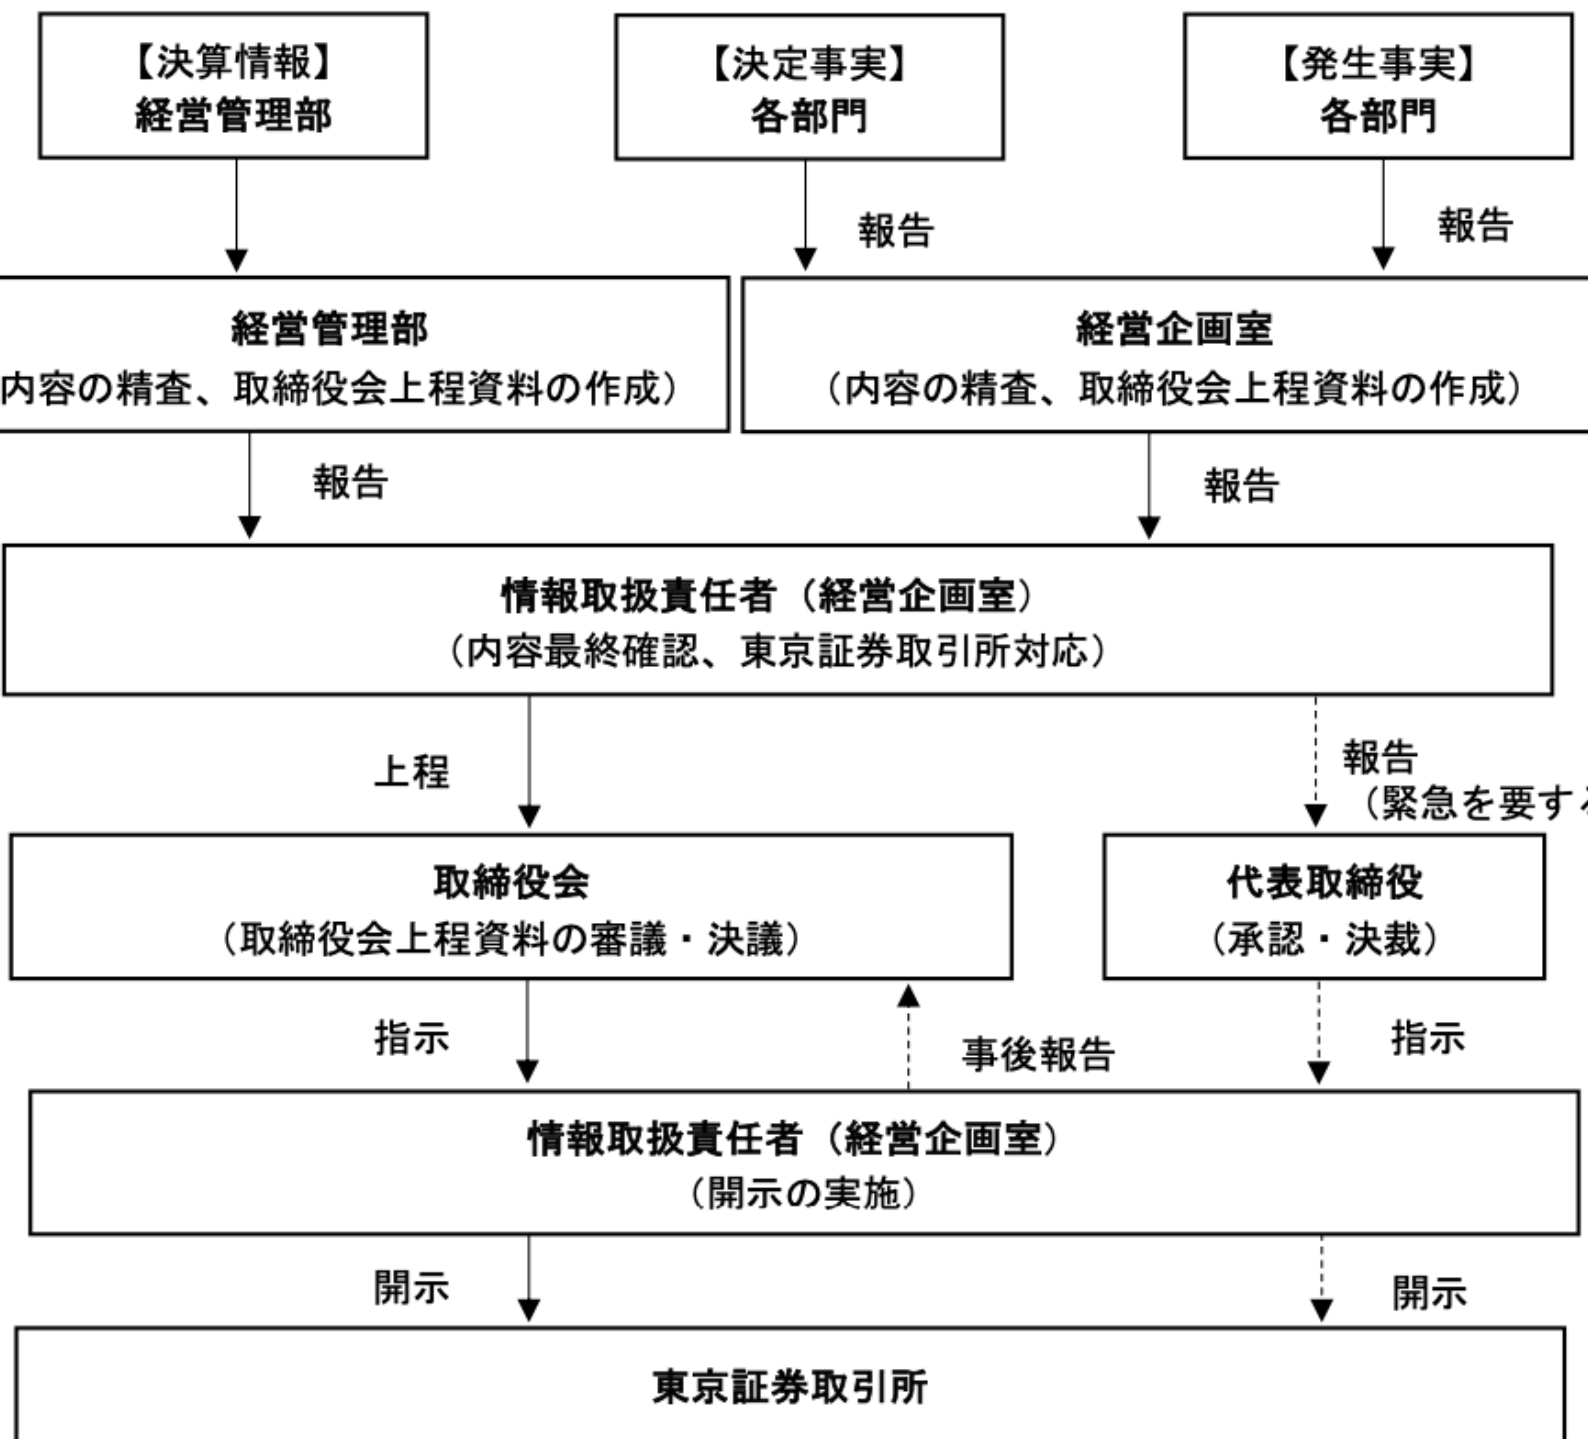 【決算情報】
経営管理部
【決定事実】
各部門
【発生事実】
各部門
報告
報告
経営管理部
内容の精査、取締役会上程資料の作成）
経営企画室
（内容の精査、取締役会上程資料の作成）
報告
報告
情報取扱責任者（経営企画室）
（内容最終確認、東京証券取引所対応）
上程
報告
（緊急を要する
取締役会
（取締役会上程資料の審議・決議）
代表取締役
（承認・決裁）
指示
事後報告
指示
情報取扱責任者（経営企画室）
（開示の実施）
開示
開示
東京証券取引所